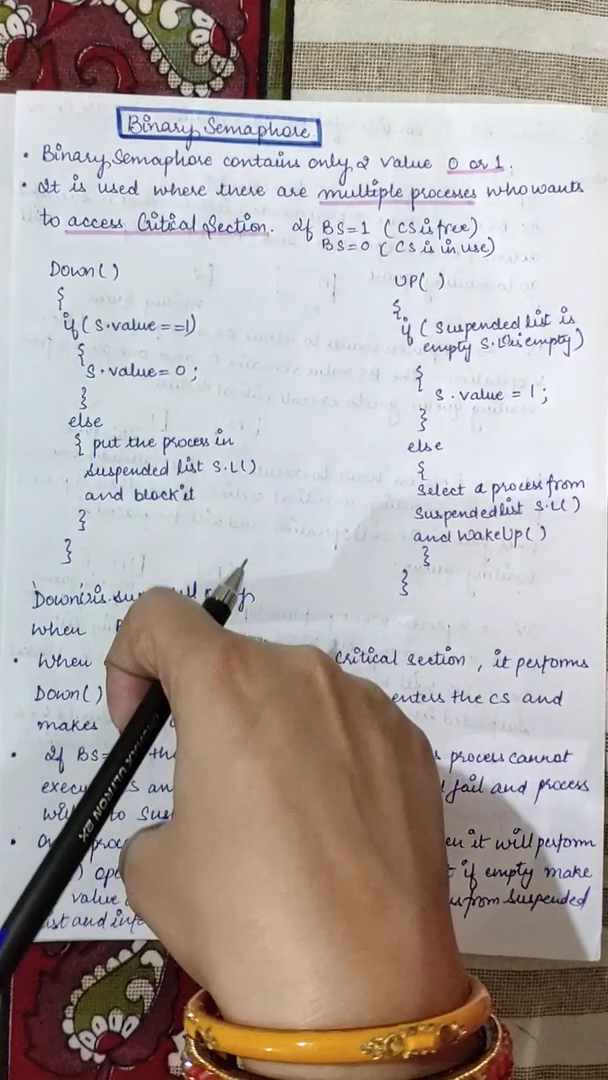 Binary Semaphore
• Binary Semaphore contains only 2 value 0 or 1.
• It is used where there are multiple processes who wants
to access Critical Section. If BS=1 (CS is free)
BS=0 (CS is in use)
Down()
{
if (S.value == 1)
{
S.value = 0;
}
else
{ put the process in
suspended list S.L()
and block it
}
}
UP( )
{
if ( Suspended list is
empty S.L is empty)
{
S.value = 1;
}
else
{
Select a process from
suspended list S.L()
and wakeUp()
}
}
Down() is
when
• When critical section, it performs
Down() enters the CS and
makes
• If BS= process cannot
an fail and process
to
• it will perform
if empty make
value from suspended
list and